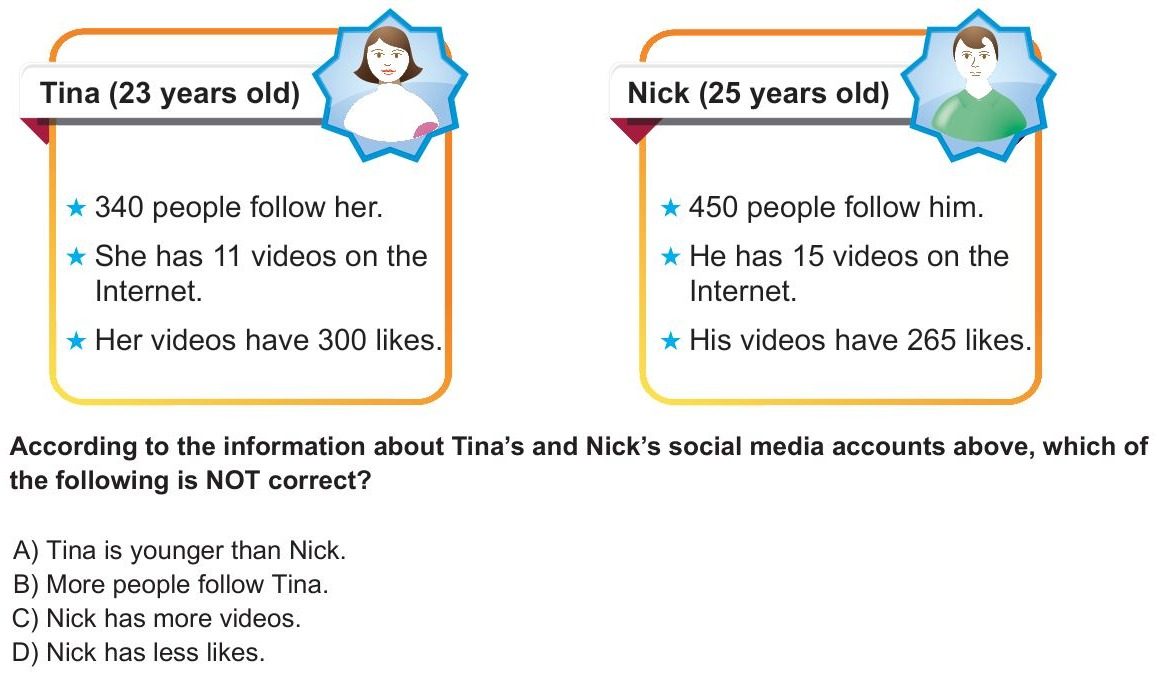 Tina (23 years old)
★ 340 people follow her.
★ She has 11 videos on the
Internet.
★ Her videos have 300 likes.
Nick (25 years old)
★ 450 people follow him.
★ He has 15 videos on the
Internet.
★ His videos have 265 likes.
According to the information about Tina’s and Nick’s social media accounts above, which of
the following is NOT correct?
A) Tina is younger than Nick.
B) More people follow Tina.
C) Nick has more videos.
D) Nick has less likes.